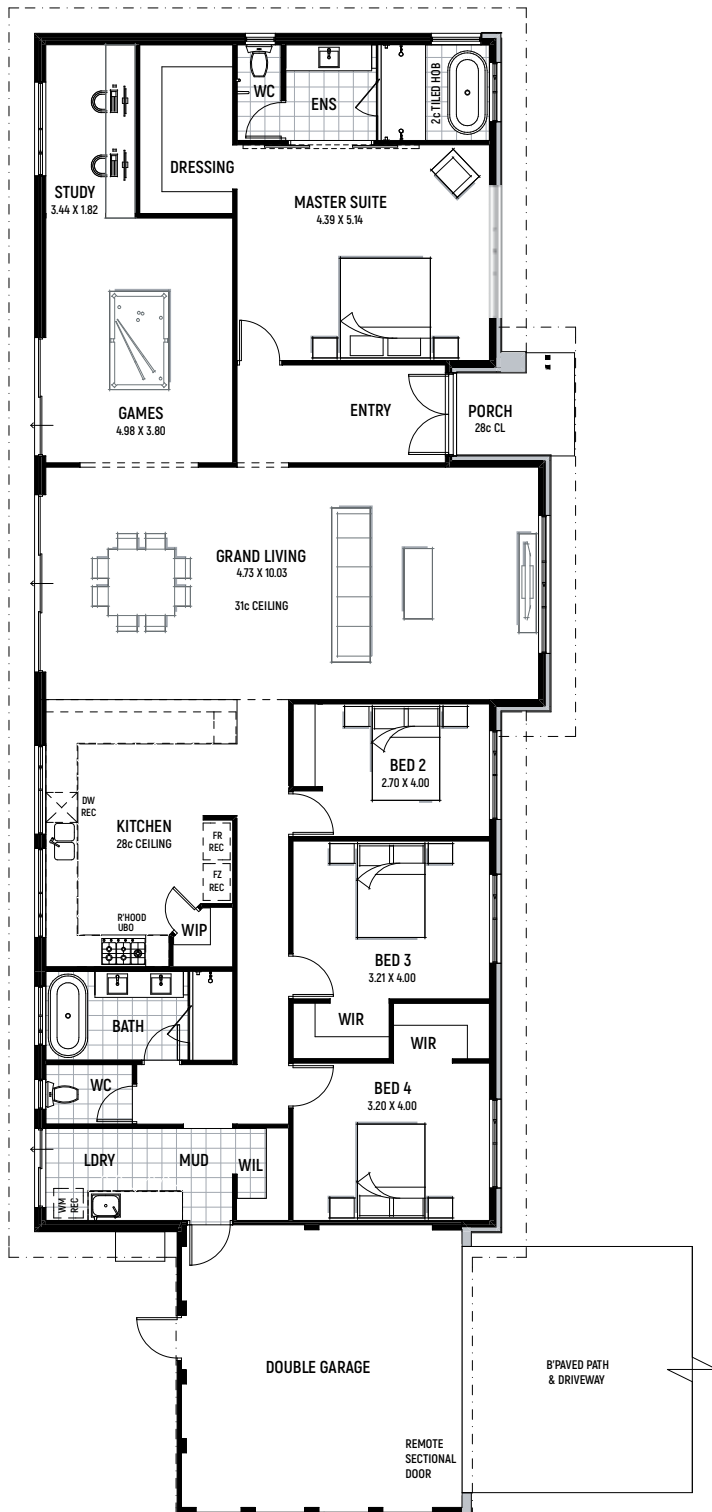 WC
ENS
2c TILED HOB
DRESSING
STUDY
3.44 X 1.82
MASTER SUITE
4.39 X 5.14
GAMES
4.98 X 3.80
ENTRY
PORCH
28c CL
GRAND LIVING
4.73 X 10.03
31c CEILING
BED 2
2.70 X 4.00
DW
REC
KITCHEN
28c CEILING
FR
REC
FZ
REC
R'HOOD
UBO
WIP
BED 3
3.21 X 4.00
BATH
WIR
WIR
WC
BED 4
3.20 X 4.00
LDRY
MUD
WIL
WM
REC
DOUBLE GARAGE
B'PAVED PATH
& DRIVEWAY
REMOTE
SECTIONAL
DOOR